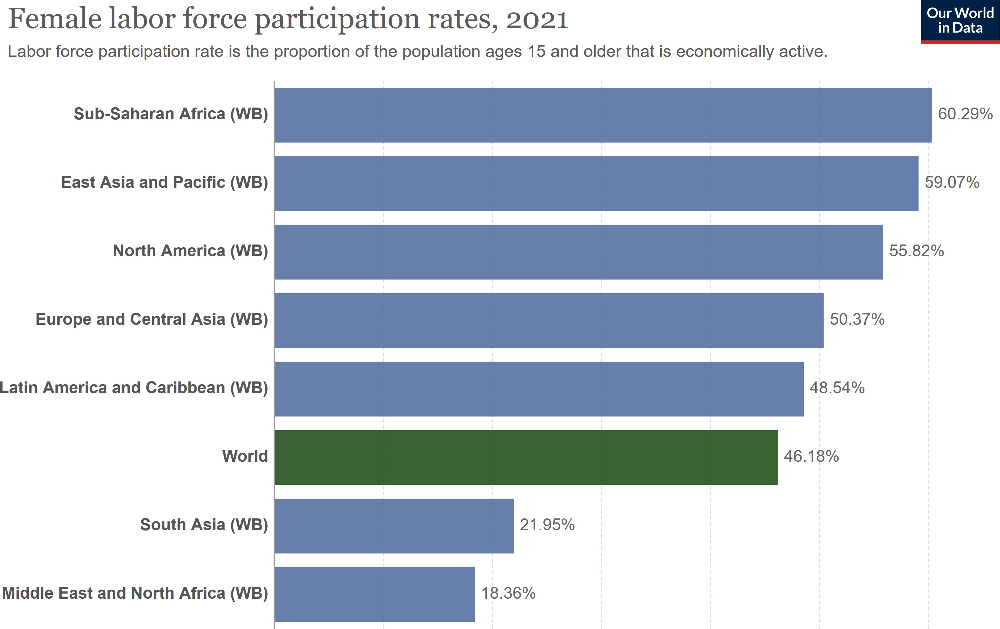 Female labor force participation rates, 2021
Our World
in Data
Labor force participation rate is the proportion of the population ages 15 and older that is economically active.
Sub-Saharan Africa (WB) 60.29%
East Asia and Pacific (WB) 59.07%
North America (WB) 55.82%
Europe and Central Asia (WB) 50.37%
Latin America and Caribbean (WB) 48.54%
World 46.18%
South Asia (WB) 21.95%
Middle East and North Africa (WB) 18.36%